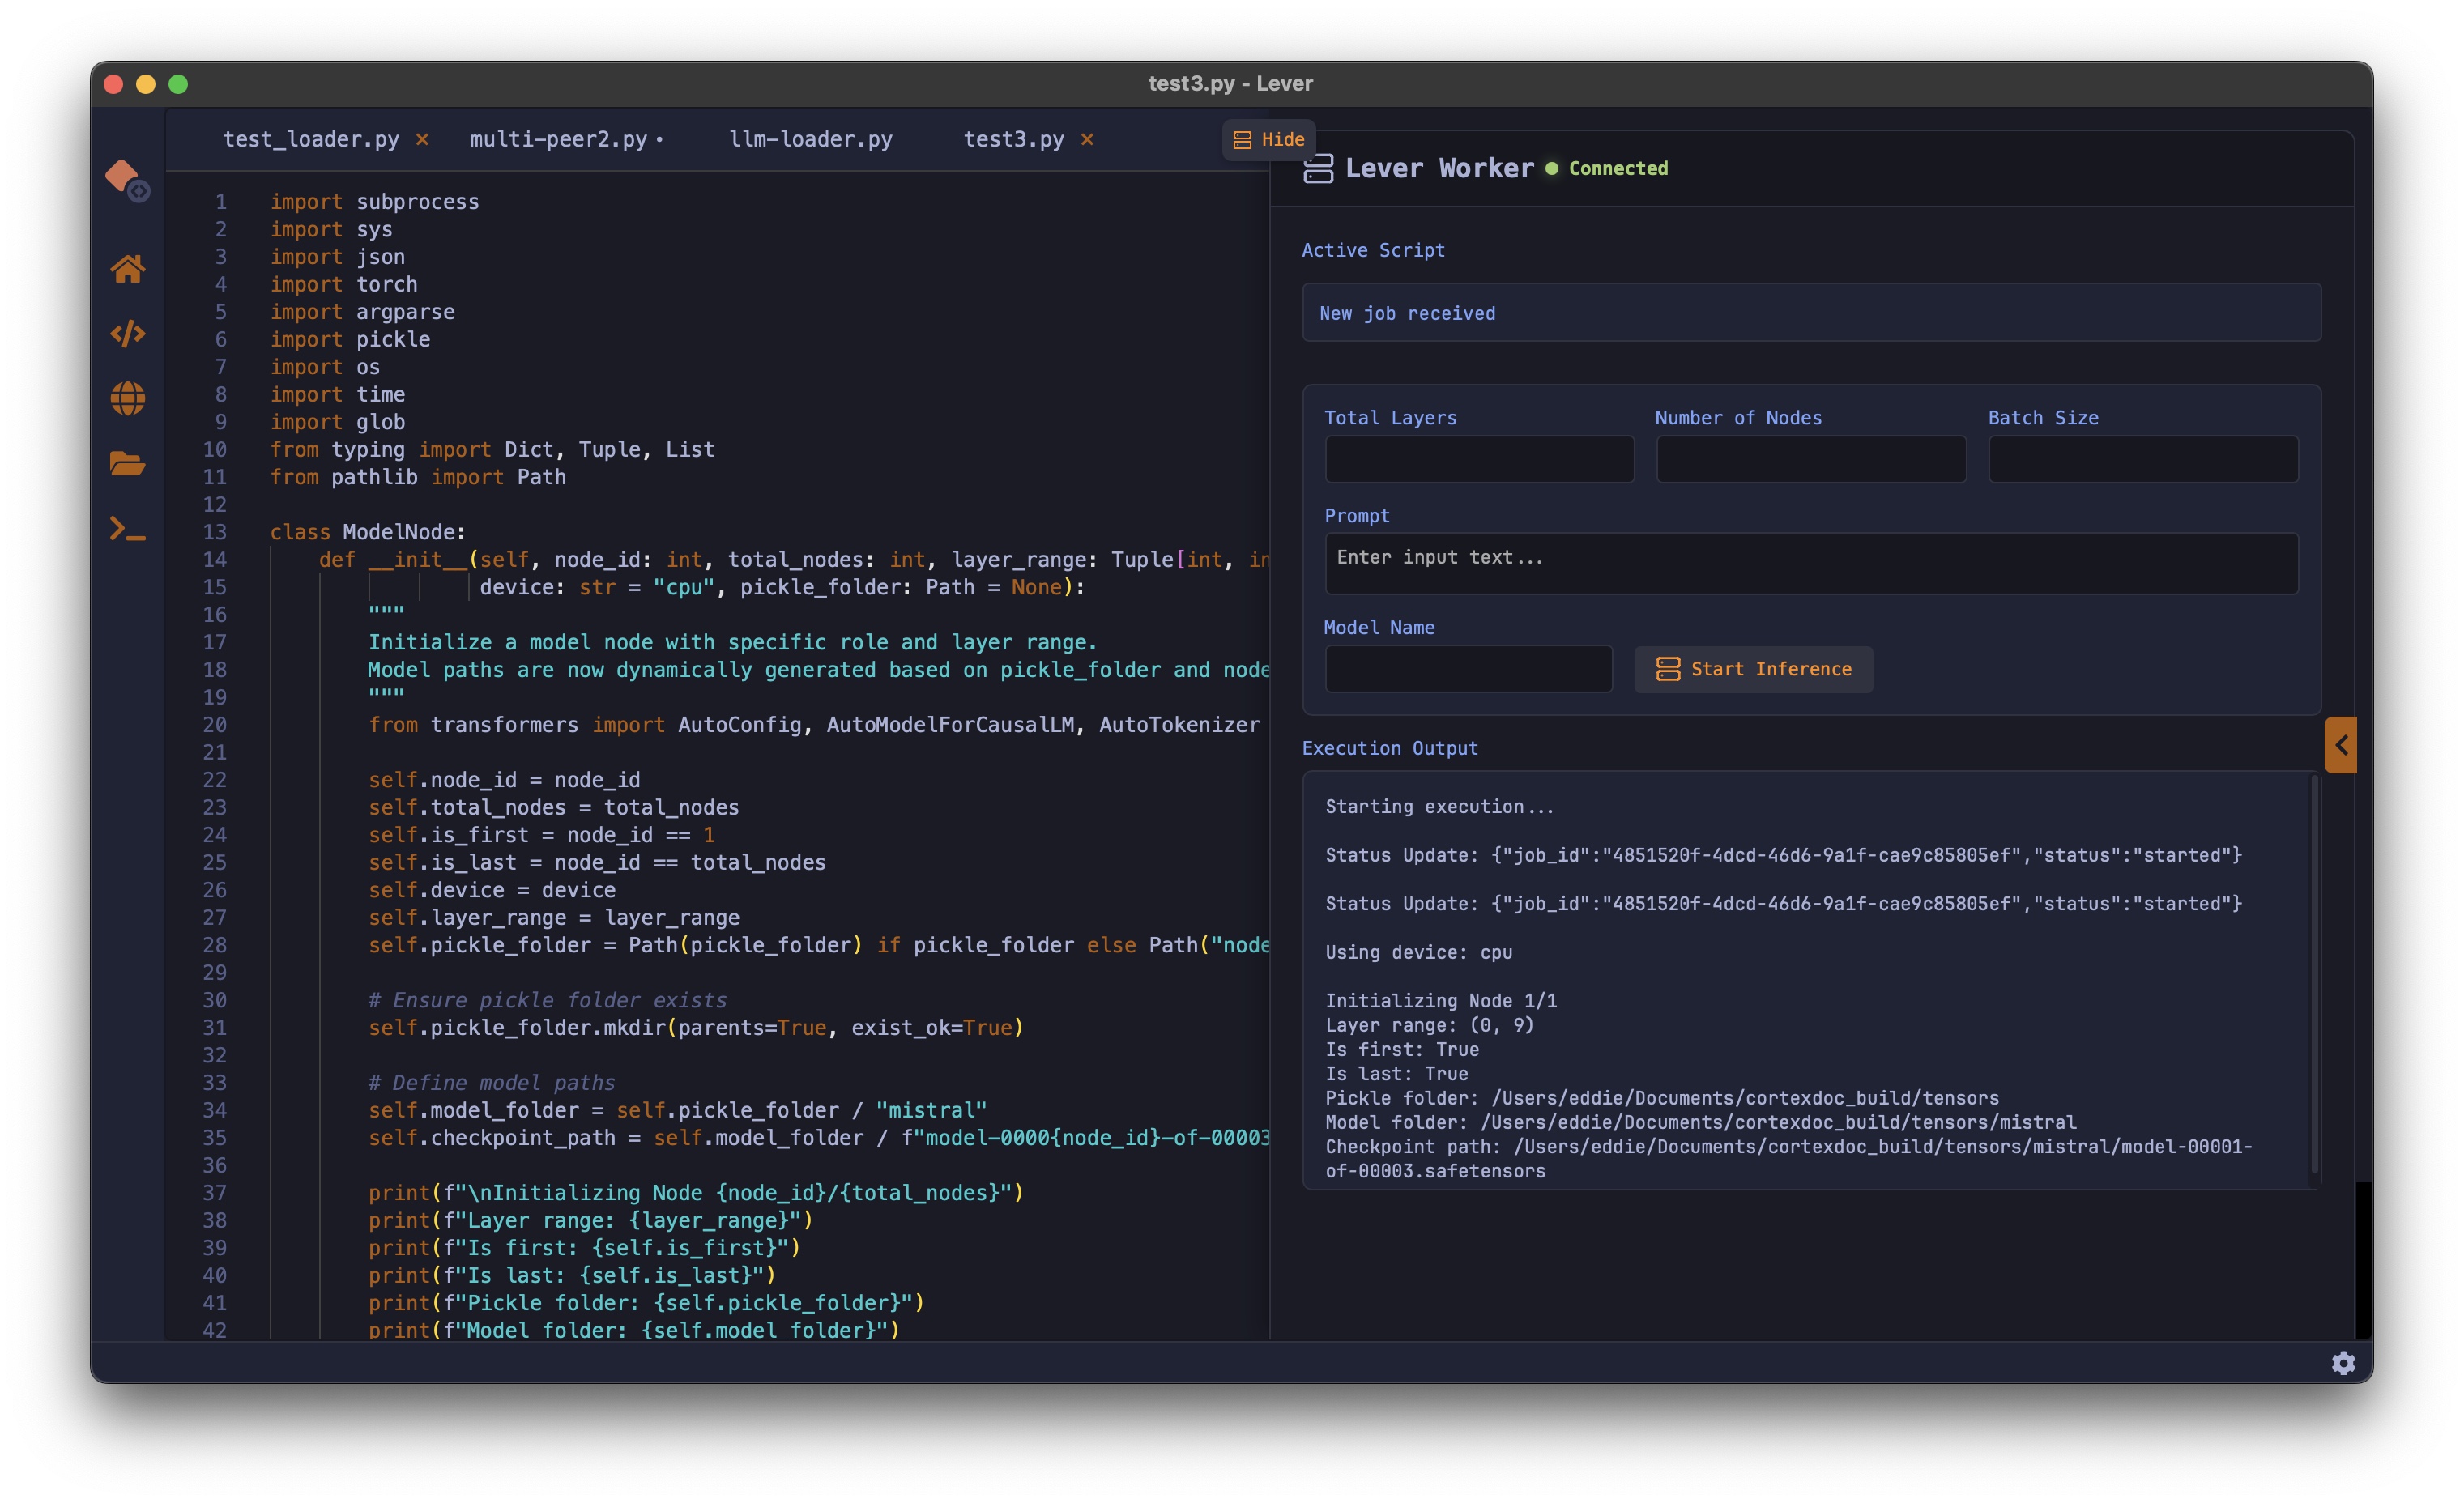 test3.py - Lever
test_loader.py ×
multi-peer2.py •
llm-loader.py
test3.py ×
Hide
1 import subprocess
2 import sys
3 import json
4 import torch
5 import argparse
6 import pickle
7 import os
8 import time
9 import glob
10 from typing import Dict, Tuple, List
11 from pathlib import Path
12
13 class ModelNode:
14 def __init__(self, node_id: int, total_nodes: int, layer_range: Tuple[int, in
15 device: str = "cpu", pickle_folder: Path = None):
16 """
17 Initialize a model node with specific role and layer range.
18 Model paths are now dynamically generated based on pickle_folder and node
19 """
20 from transformers import AutoConfig, AutoModelForCausalLM, AutoTokenizer
21
22 self.node_id = node_id
23 self.total_nodes = total_nodes
24 self.is_first = node_id == 1
25 self.is_last = node_id == total_nodes
26 self.device = device
27 self.layer_range = layer_range
28 self.pickle_folder = Path(pickle_folder) if pickle_folder else Path("node
29
30 # Ensure pickle folder exists
31 self.pickle_folder.mkdir(parents=True, exist_ok=True)
32
33 # Define model paths
34 self.model_folder = self.pickle_folder / "mistral"
35 self.checkpoint_path = self.model_folder / f"model-0000{node_id}-of-00003
36
37 print(f"\nInitializing Node {node_id}/{total_nodes}")
38 print(f"Layer range: {layer_range}")
39 print(f"Is first: {self.is_first}")
40 print(f"Is last: {self.is_last}")
41 print(f"Pickle folder: {self.pickle_folder}")
42 print(f"Model folder: {self.model_folder}")
Lever Worker
Connected
Active Script
New job received
Total Layers
Number of Nodes
Batch Size
Prompt
Enter input text...
Model Name
Start Inference
Execution Output
Starting execution...
Status Update: {"job_id":"4851520f-4dcd-46d6-9a1f-cae9c85805ef","status":"started"}
Status Update: {"job_id":"4851520f-4dcd-46d6-9a1f-cae9c85805ef","status":"started"}
Using device: cpu
Initializing Node 1/1
Layer range: (0, 9)
Is first: True
Is last: True
Pickle folder: /Users/eddie/Documents/cortexdoc_build/tensors
Model folder: /Users/eddie/Documents/cortexdoc_build/tensors/mistral
Checkpoint path: /Users/eddie/Documents/cortexdoc_build/tensors/mistral/model-00001-
of-00003.safetensors